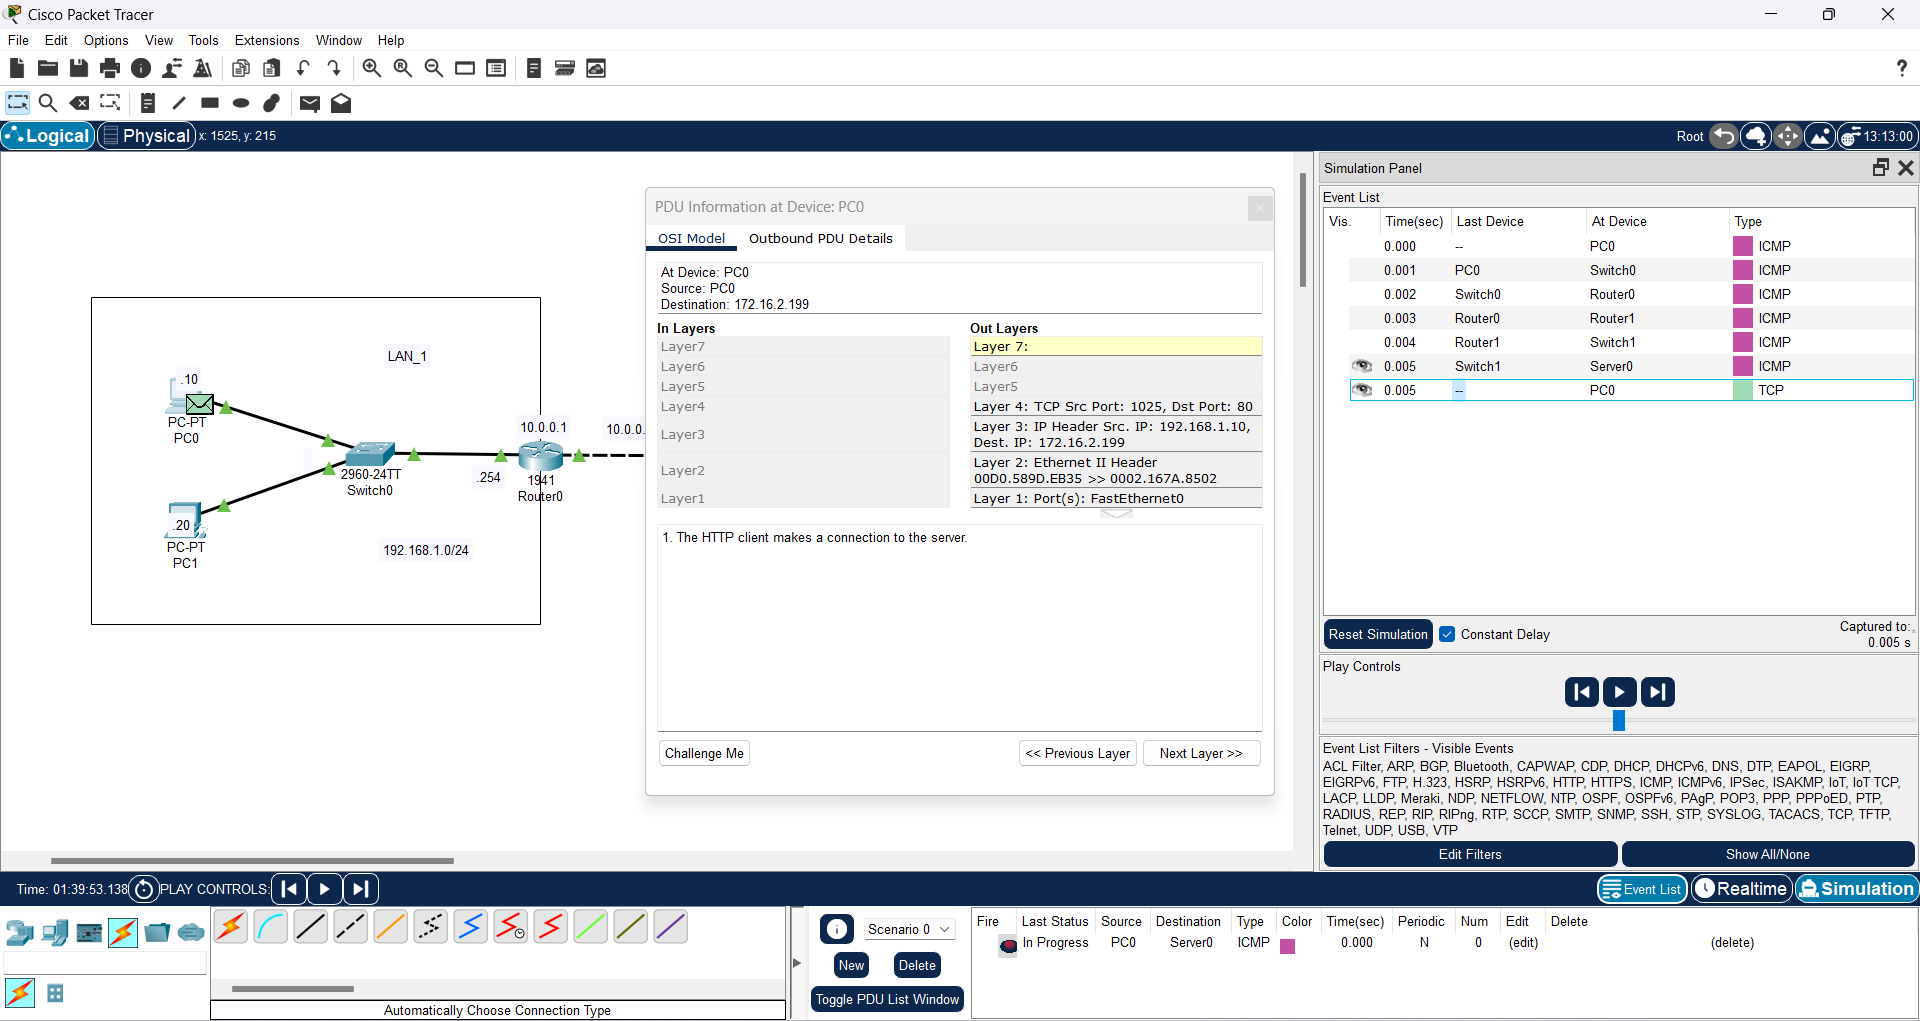 Cisco Packet Tracer
File Edit Options View Tools Extensions Window Help
Logical Physical x: 1525, y: 215
Root 13:13:00
LAN_1
.10
PC-PT
PC0
2960-24TT
Switch0
.20
PC-PT
PC1
192.168.1.0/24
.254
10.0.0.1
10.0.0.
1941
Router0
PDU Information at Device: PC0
OSI Model Outbound PDU Details
At Device: PC0
Source: PC0
Destination: 172.16.2.199
In Layers Out Layers
Layer7 Layer 7:
Layer6 Layer6
Layer5 Layer5
Layer4 Layer 4: TCP Src Port: 1025, Dst Port: 80
Layer3 Layer 3: IP Header Src. IP: 192.168.1.10, Dest. IP: 172.16.2.199
Layer2 Layer 2: Ethernet II Header 00D0.589D.EB35 >> 0002.167A.8502
Layer1 Layer 1: Port(s): FastEthernet0
1. The HTTP client makes a connection to the server.
Challenge Me << Previous Layer Next Layer >>
Simulation Panel
Event List
Vis. Time(sec) Last Device At Device Type
0.000 -- PC0 ICMP
0.001 PC0 Switch0 ICMP
0.002 Switch0 Router0 ICMP
0.003 Router0 Router1 ICMP
0.004 Router1 Switch1 ICMP
0.005 Switch1 Server0 ICMP
0.005 -- PC0 TCP
Reset Simulation Constant Delay Captured to:
0.005 s
Play Controls
Event List Filters - Visible Events
ACL Filter, ARP, BGP, Bluetooth, CAPWAP, CDP, DHCP, DHCPv6, DNS, DTP, EAPOL, EIGRP,
EIGRPv6, FTP, H.323, HSRP, HSRPv6, HTTP, HTTPS, ICMP, ICMPv6, IPSec, ISAKMP, IoT, IoT TCP,
LACP, LLDP, Meraki, NDP, NETFLOW, NTP, OSPF, OSPFv6, PAgP, POP3, PPP, PPPoED, PTP,
RADIUS, REP, RIP, RIPng, RTP, SCCP, SMTP, SNMP, SSH, STP, SYSLOG, TACACS, TCP, TFTP,
Telnet, UDP, USB, VTP
Edit Filters Show All/None
Time: 01:39:53.138 PLAY CONTROLS: Event List Realtime Simulation
Automatically Choose Connection Type
Scenario 0
New Delete
Toggle PDU List Window
Fire Last Status Source Destination Type Color Time(sec) Periodic Num Edit Delete
In Progress PC0 Server0 ICMP 0.000 N 0 (edit) (delete)